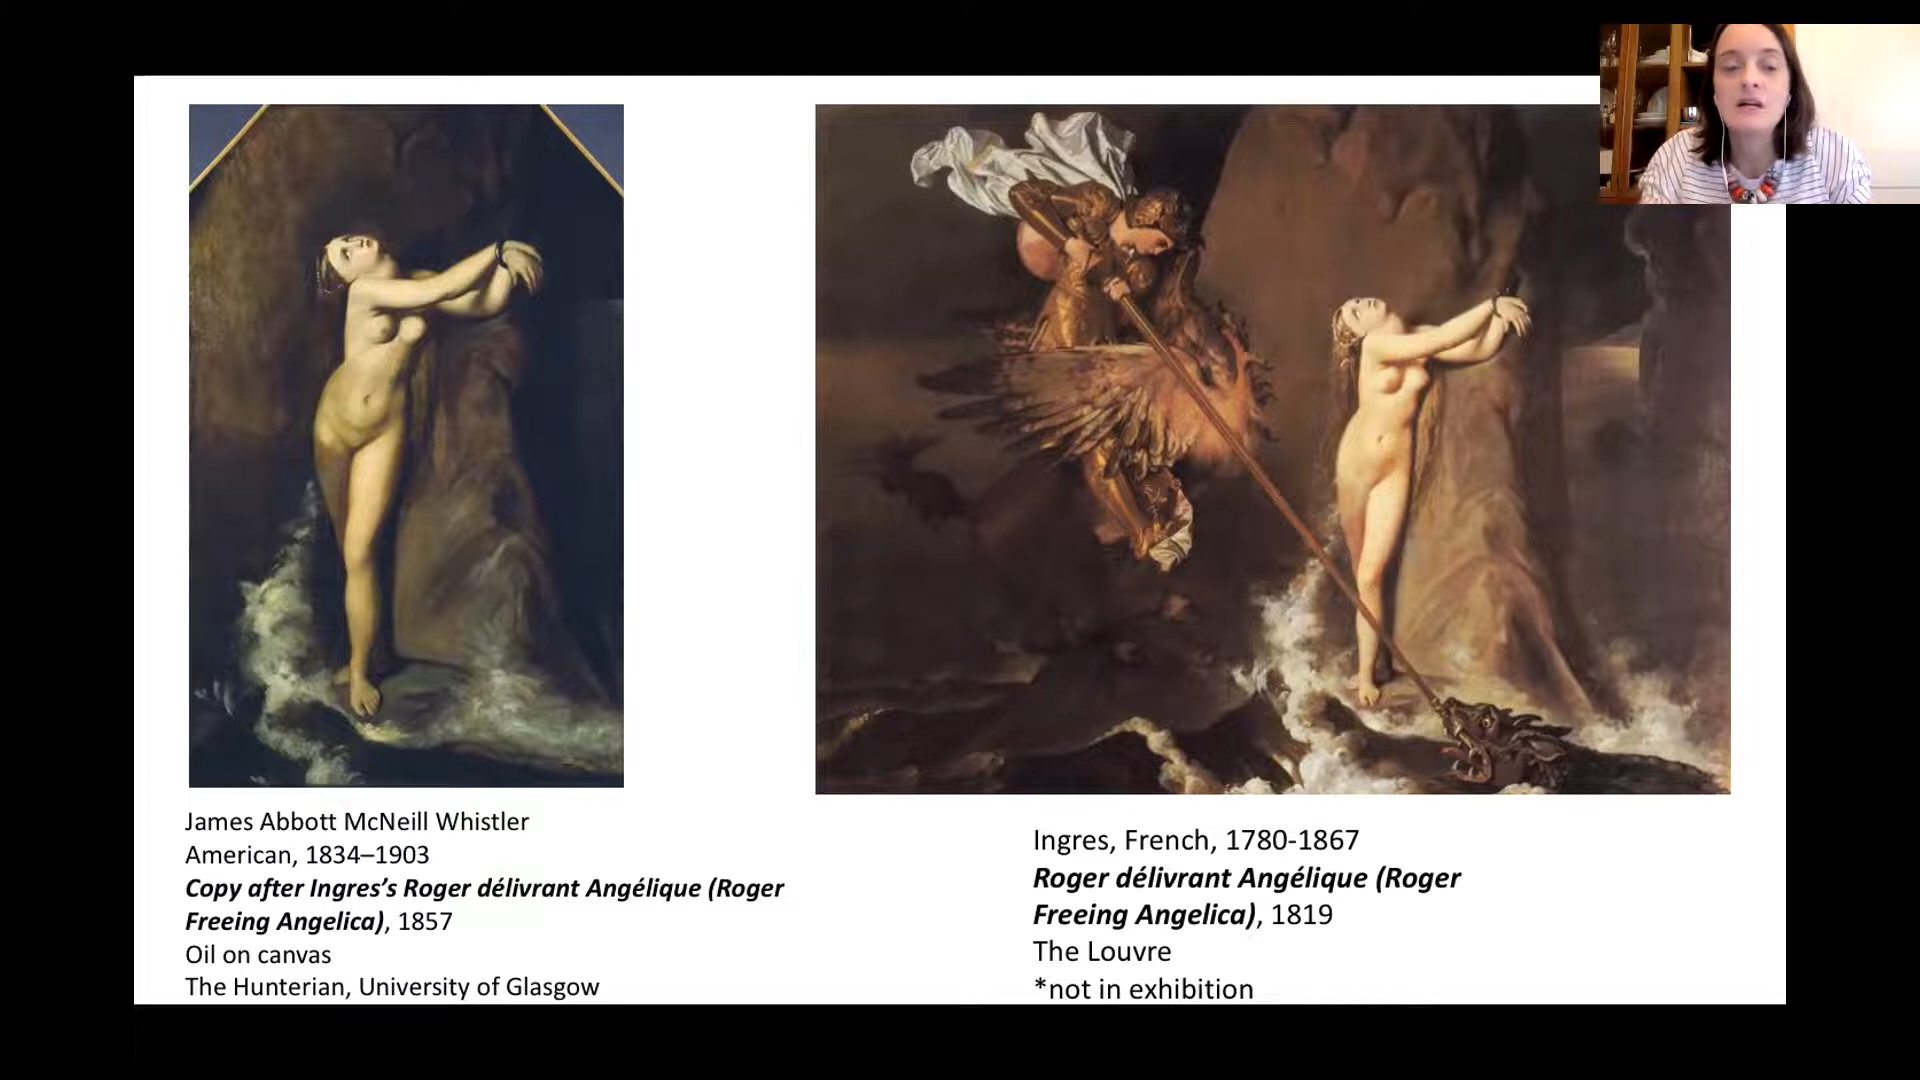 James Abbott McNeill Whistler
American, 1834–1903
Copy after Ingres’s Roger délivrant Angélique (Roger
Freeing Angelica), 1857
Oil on canvas
The Hunterian, University of Glasgow
Ingres, French, 1780-1867
Roger délivrant Angélique (Roger
Freeing Angelica), 1819
The Louvre
*not in exhibition